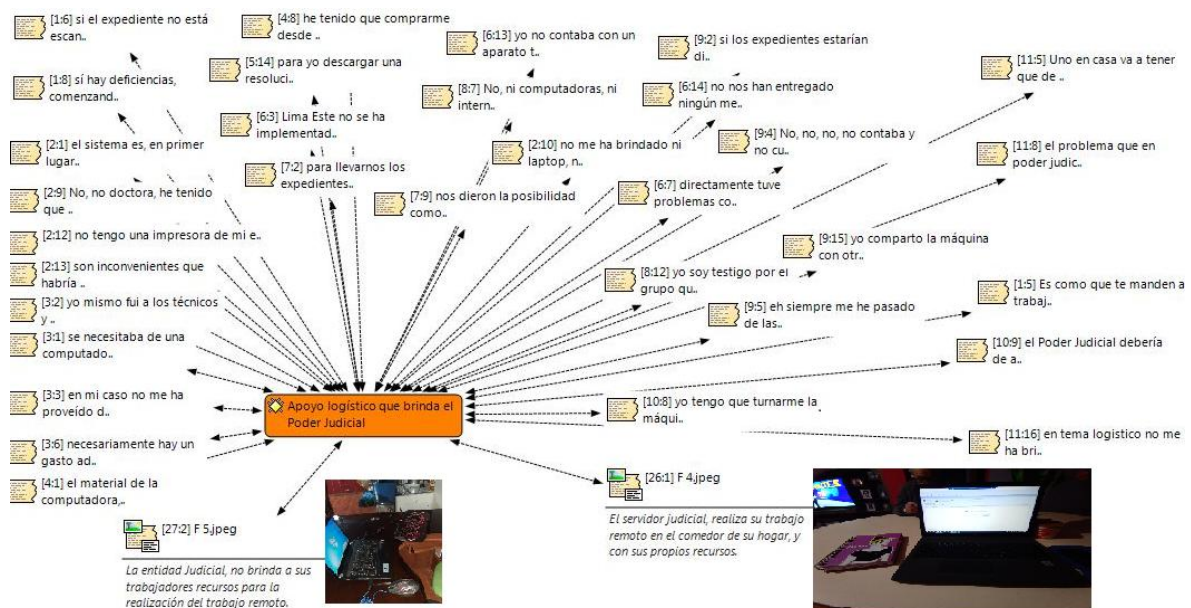 [1:6] si el expediente no está
escan..
[4:8] he tenido que comprarme
desde ..
[6:13] yo no contaba con un
aparato t..
[9:2] si los expedientes estarían
di..
[11:5] Uno en casa va a tener
que de ..
[1:8] sí hay deficiencias,
comenzand..
[5:14] para yo descargar una
resoluci..
[8:7] No, ni computadoras, ni
intern..
[6:14] no nos han entregado
ningún me..
[6:3] Lima Este no se ha
implementad..
[2:1] el sistema es, en primer
lugar..
[2:10] no me ha brindado ni
laptop, n..
[9:4] No, no, no, no contaba y
no cu..
[11:8] el problema que en
poder judic..
[7:2] para llevarnos los
expedientes..
[2:9] No, no doctora, he tenido
que ..
[7:9] nos dieron la posibilidad
como..
[6:7] directamente tuve
problemas co..
[2:12] no tengo una impresora de mi e..
[9:15] yo comparto la máquina
con otr..
[2:13] son inconvenientes que
habría ..
[8:12] yo soy testigo por el
grupo qu..
[1:5] Es como que te manden a
trabaj..
[3:2] yo mismo fui a los técnicos
y ..
[9:5] eh siempre me he pasado
de las..
[3:1] se necesitaba de una
computado..
[10:9] el Poder Judicial debería
de a..
[3:3] en mi caso no me ha
proveído d..
Apoyo logístico que brinda el
Poder Judicial
[10:8] yo tengo que turnarme la
máqui..
[3:6] necesariamente hay un
gasto ad..
[11:16] en tema logistico no me
ha bri..
[4:1] el material de la
computadora,..
[26:1] F 4.jpeg
El servidor judicial, realiza su trabajo
remoto en el comedor de su hogar, y
con sus propios recursos.
[27:2] F 5.jpeg
La entidad Judicial, no brinda a sus
trabajadores recursos para la
realización del trabajo remoto.